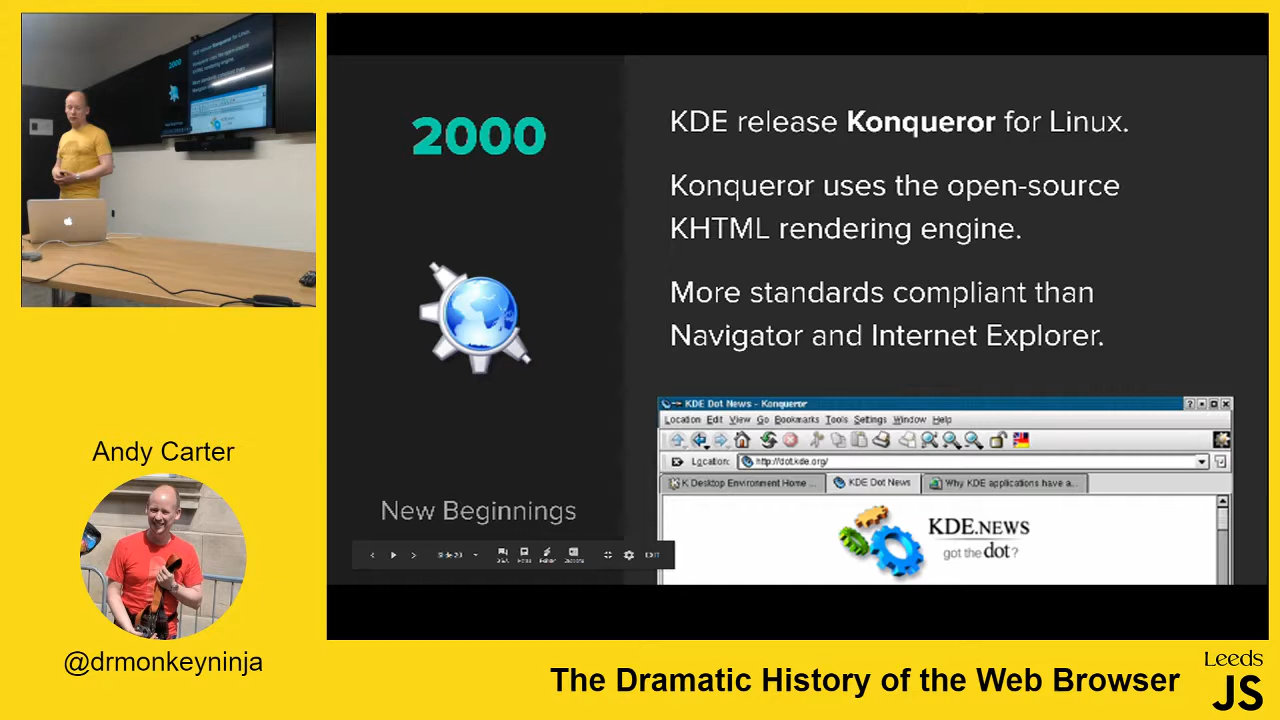 2000
KDE release Konqueror for Linux.
Konqueror uses the open-source
KHTML rendering engine.
More standards compliant than
Navigator and Internet Explorer.
New Beginnings
KDE Dot News - Konqueror
Location Edit View Go Bookmarks Tools Settings Window Help
Location: http://dot.kde.org/
K Desktop Environment Home ...
KDE Dot News
Why KDE applications have a...
KDE.NEWS
got the dot?
Andy Carter
@drmonkeyninja
The Dramatic History of the Web Browser
Leeds
JS